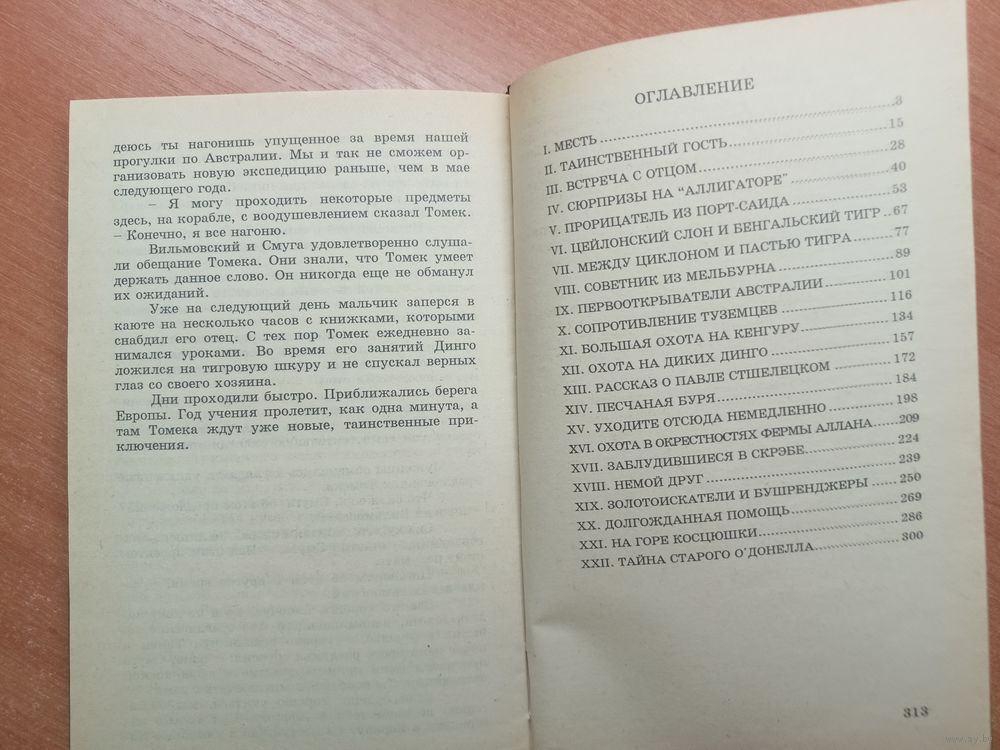 деюсь ты нагонишь упущенное за время нашей
прогулки по Австралии. Мы и так не сможем ор-
ганизовать новую экспедицию раньше, чем в мае
следующего года.
– Я могу проходить некоторые предметы
здесь, на корабле, с воодушевлением сказал Томек.
– Конечно, я все нагоню.
Вильмовский и Смуга удовлетворенно слуша-
ли обещание Томека. Они знали, что Томек умеет
держать данное слово. Он никогда еще не обманул
их ожиданий.
Уже на следующий день мальчик заперся в
каюте на несколько часов с книжками, которыми
снабдил его отец. С тех пор Томек ежедневно за-
нимался уроками. Во время его занятий Динго
ложился на тигровую шкуру и не спускал верных
глаз со своего хозяина.
Дни проходили быстро. Приближались берега
Европы. Год учения пролетит, как одна минута, а
там Томека ждут уже новые, таинственные при-
ключения.
ОГЛАВЛЕНИЕ
I. МЕСТЬ ........ 3
II. ТАИНСТВЕННЫЙ ГОСТЬ ........ 15
III. ВСТРЕЧА С ОТЦОМ ........ 28
IV. СЮРПРИЗЫ НА “АЛЛИГАТОРЕ” ........ 40
V. ПРОРИЦАТЕЛЬ ИЗ ПОРТ-САИДА ........ 53
VI. ЦЕЙЛОНСКИЙ СЛОН И БЕНГАЛЬСКИЙ ТИГР .. 67
VII. МЕЖДУ ЦИКЛОНОМ И ПАСТЬЮ ТИГРА ........ 77
VIII. СОВЕТНИК ИЗ МЕЛЬБУРНА ........ 89
IX. ПЕРВООТКРЫВАТЕЛИ АВСТРАЛИИ ........ 101
X. СОПРОТИВЛЕНИЕ ТУЗЕМЦЕВ ........ 116
XI. БОЛЬШАЯ ОХОТА НА КЕНГУРУ ........ 134
XII. ОХОТА НА ДИКИХ ДИНГО ........ 157
XIII. РАССКАЗ О ПАВЛЕ СТШЕЛЕЦКОМ ........ 172
XIV. ПЕСЧАНАЯ БУРЯ ........ 184
XV. УХОДИТЕ ОТСЮДА НЕМЕДЛЕННО ........ 198
XVI. ОХОТА В ОКРЕСТНОСТЯХ ФЕРМЫ АЛЛАНА ........ 209
XVII. ЗАБЛУДИВШИЕСЯ В СКРЭБЕ ........ 224
XVIII. НЕМОЙ ДРУГ ........ 239
XIX. ЗОЛОТОИСКАТЕЛИ И БУШРЕНДЖЕРЫ ...... 250
XX. ДОЛГОЖДАННАЯ ПОМОЩЬ ........ 269
XXI. НА ГОРЕ КОСЦЮШКИ ........ 286
XXII. ТАЙНА СТАРОГО О'ДОНЕЛЛА ........ 300
313
www.ay.by